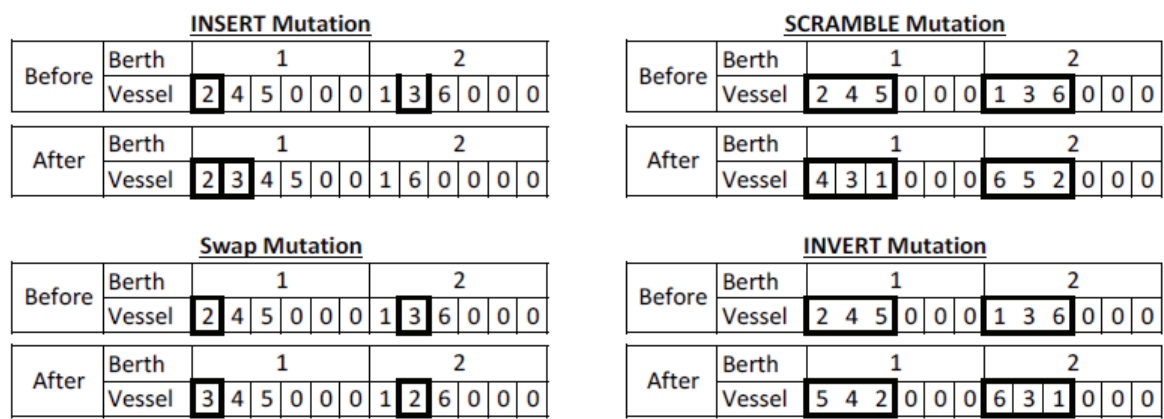 INSERT Mutation
Before Berth 1 2
Vessel 2 4 5 0 0 0 1 3 6 0 0 0
After Berth 1 2
Vessel 2 3 4 5 0 0 1 6 0 0 0 0
SCRAMBLE Mutation
Before Berth 1 2
Vessel 2 4 5 0 0 0 1 3 6 0 0 0
After Berth 1 2
Vessel 4 3 1 0 0 0 6 5 2 0 0 0
Swap Mutation
Before Berth 1 2
Vessel 2 4 5 0 0 0 1 3 6 0 0 0
After Berth 1 2
Vessel 3 4 5 0 0 0 1 2 6 0 0 0
INVERT Mutation
Before Berth 1 2
Vessel 2 4 5 0 0 0 1 3 6 0 0 0
After Berth 1 2
Vessel 5 4 2 0 0 0 6 3 1 0 0 0